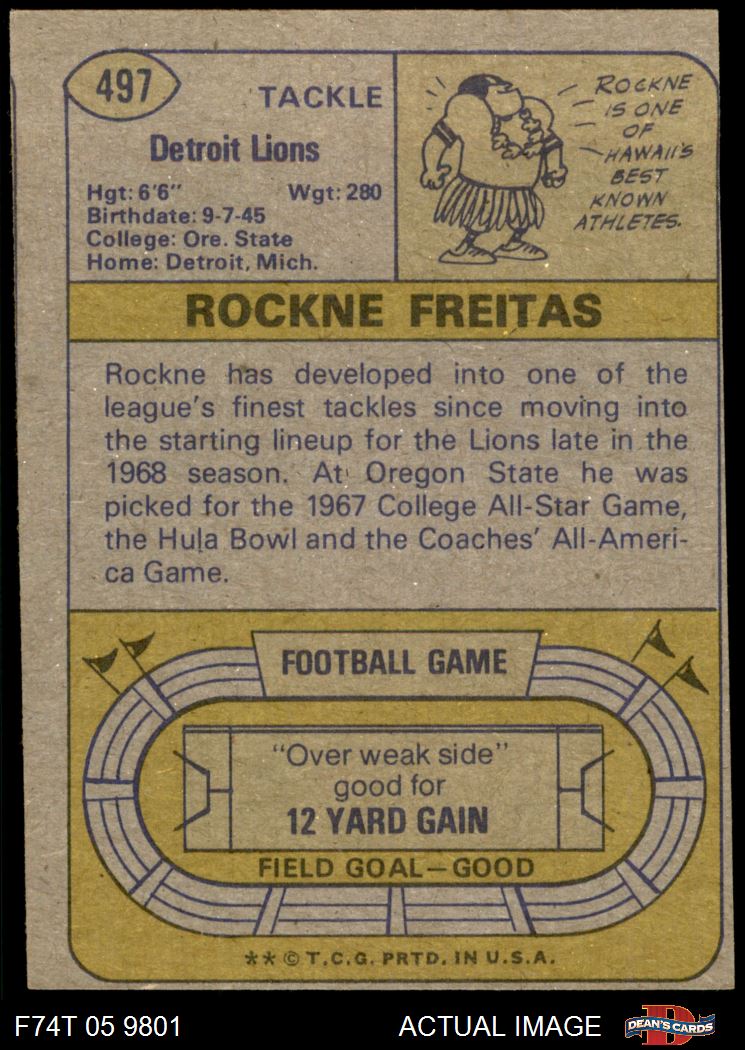 497
TACKLE
Detroit Lions
Hgt: 6'6"   Wgt: 280
Birthdate: 9-7-45
College: Ore. State
Home: Detroit, Mich.
ROCKNE
IS ONE
OF
HAWAII'S
BEST
KNOWN
ATHLETES.
ROCKNE FREITAS
Rockne has developed into one of the
league's finest tackles since moving into
the starting lineup for the Lions late in the
1968 season. At Oregon State he was
picked for the 1967 College All-Star Game,
the Hula Bowl and the Coaches' All-Ameri-
ca Game.
FOOTBALL GAME
"Over weak side"
good for
12 YARD GAIN
FIELD GOAL—GOOD
** © T.C.G. PRTD. IN U.S.A.
F74T 05 9801   ACTUAL IMAGE   D DEAN'S CARDS